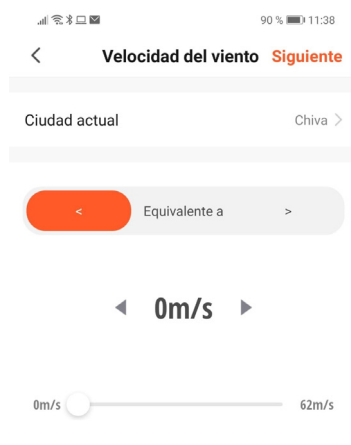 90 % 11:38
< Velocidad del viento Siguiente
Ciudad actual Chiva >
< Equivalente a >
0m/s
0m/s 62m/s